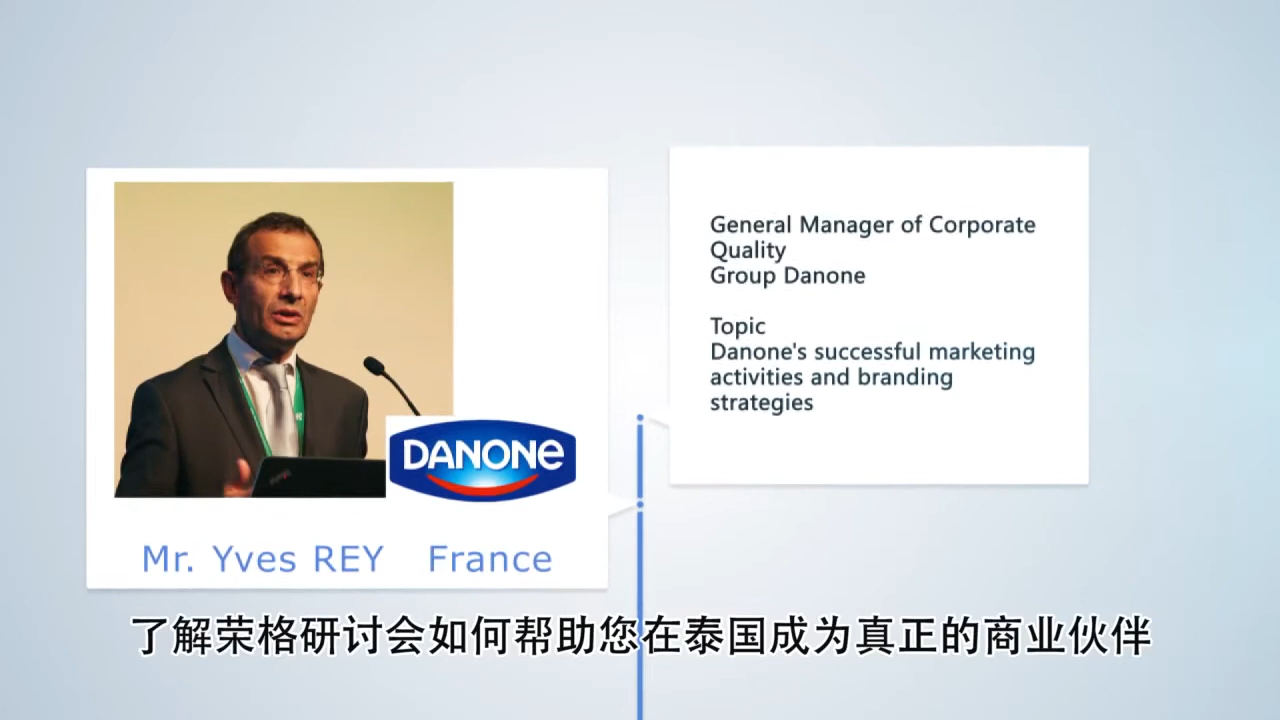 General Manager of Corporate
Quality
Group Danone
Topic
Danone's successful marketing
activities and branding
strategies
DANONE
Mr. Yves REY France
了解荣格研讨会如何帮助您在泰国成为真正的商业伙伴